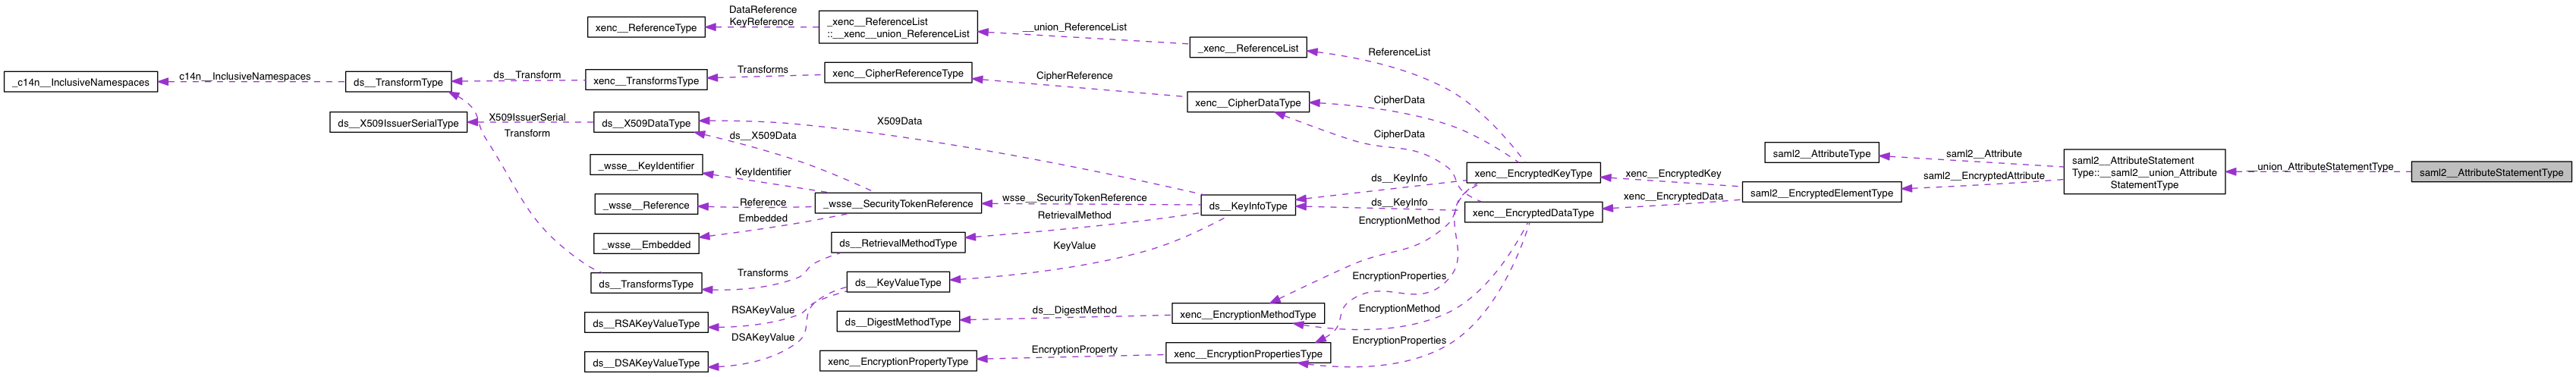 DataReference
KeyReference
xenc__ReferenceType
_xenc__ReferenceList
::__xenc__union_ReferenceList
__union_ReferenceList
_xenc__ReferenceList
ReferenceList
_c14n__InclusiveNamespaces
c14n__InclusiveNamespaces
ds__TransformType
ds__Transform
xenc__TransformsType
Transforms
xenc__CipherReferenceType
CipherReference
xenc__CipherDataType
CipherData
ds__X509IssuerSerialType
X509IssuerSerial
Transform
ds__X509DataType
X509Data
ds__X509Data
CipherData
_wsse__KeyIdentifier
KeyIdentifier
_wsse__Reference
Reference
Embedded
_wsse__Embedded
_wsse__SecurityTokenReference
wsse__SecurityTokenReference
RetrievalMethod
ds__KeyInfoType
ds__KeyInfo
ds__KeyInfo
xenc__EncryptedKeyType
xenc__EncryptedDataType
xenc__EncryptedKey
xenc__EncryptedData
saml2__AttributeType
saml2__EncryptedElementType
saml2__Attribute
saml2__EncryptedAttribute
saml2__AttributeStatement
Type::__saml2__union_Attribute
StatementType
__union_AttributeStatementType
saml2__AttributeStatementType
ds__RetrievalMethodType
KeyValue
EncryptionMethod
ds__TransformsType
Transforms
ds__KeyValueType
EncryptionProperties
ds__RSAKeyValueType
RSAKeyValue
ds__DigestMethodType
ds__DigestMethod
xenc__EncryptionMethodType
EncryptionMethod
DSAKeyValue
ds__DSAKeyValueType
xenc__EncryptionPropertyType
EncryptionProperty
xenc__EncryptionPropertiesType
EncryptionProperties